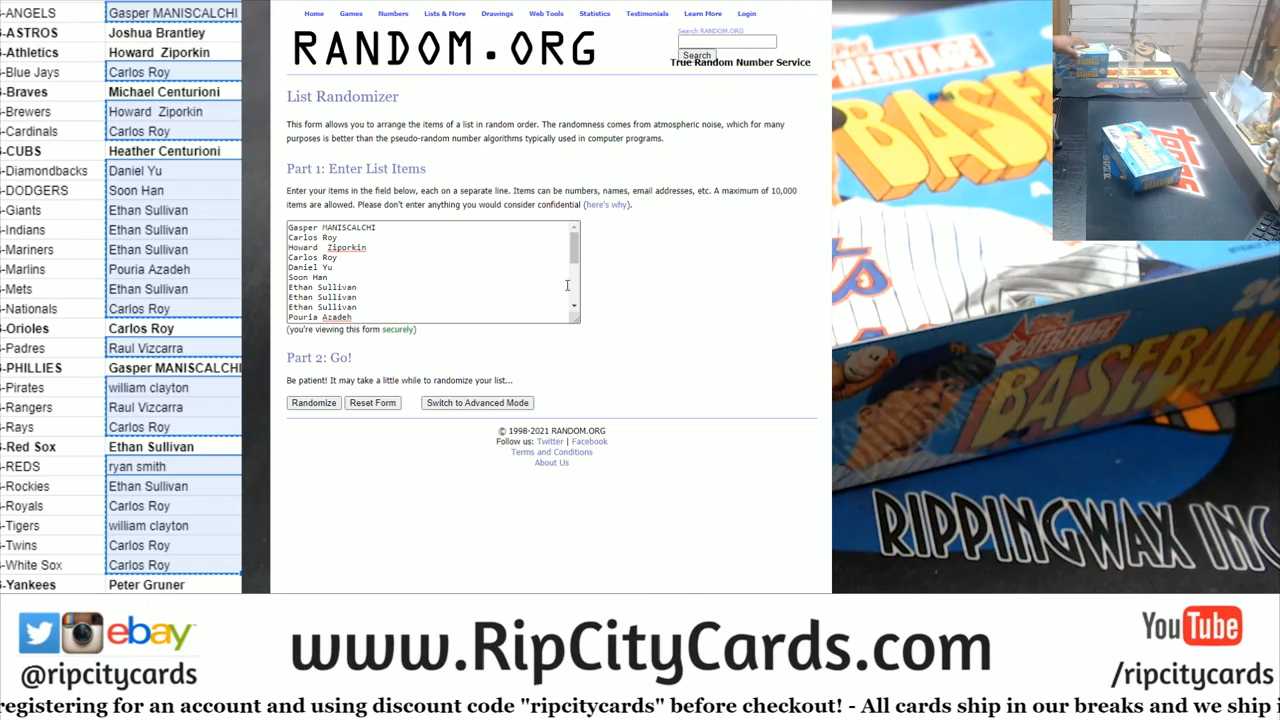 -ANGELS Gasper MANISCALCHI
-ASTROS Joshua Brantley
-Athletics Howard  Ziporkin
-Blue Jays Carlos Roy
-Braves Michael Centurioni
-Brewers Howard  Ziporkin
-Cardinals Carlos Roy
-CUBS Heather Centurioni
-Diamondbacks Daniel Yu
-DODGERS Soon Han
-Giants Ethan Sullivan
-Indians Ethan Sullivan
-Mariners Ethan Sullivan
-Marlins Pouria Azadeh
-Mets Ethan Sullivan
-Nationals Carlos Roy
-Orioles Carlos Roy
-Padres Raul Vizcarra
-PHILLIES Gasper MANISCALCHI
-Pirates william clayton
-Rangers Raul Vizcarra
-Rays Carlos Roy
-Red Sox Ethan Sullivan
-REDS ryan smith
-Rockies Ethan Sullivan
-Royals Carlos Roy
-Tigers william clayton
-Twins Carlos Roy
-White Sox Carlos Roy
-Yankees Peter Gruner
Home Games Numbers Lists & More Drawings Web Tools Statistics Testimonials Learn More Login
RANDOM.ORG
Search RANDOM.ORG
Search
True Random Number Service
List Randomizer
This form allows you to arrange the items of a list in random order. The randomness comes from atmospheric noise, which for many
purposes is better than the pseudo-random number algorithms typically used in computer programs.
Part 1: Enter List Items
Enter your items in the field below, each on a separate line. Items can be numbers, names, email addresses, etc. A maximum of 10,000
items are allowed. Please don't enter anything you would consider confidential (here's why).
Gasper MANISCALCHI
Carlos Roy
Howard  Ziporkin
Carlos Roy
Daniel Yu
Soon Han
Ethan Sullivan
Ethan Sullivan
Ethan Sullivan
Pouria Azadeh
(you're viewing this form securely)
Part 2: Go!
Be patient! It may take a little while to randomize your list...
Randomize Reset Form Switch to Advanced Mode
© 1998-2021 RANDOM.ORG
Follow us: Twitter | Facebook
Terms and Conditions
About Us
HERITAGE
BASE
BASEBA
RIPPINGWAX INC
topps
ebay
@ripcitycards
www.RipCityCards.com
YouTube
/ripcitycards
registering for an account and using discount code "ripcitycards" before checkout! - All cards ship in our breaks and we ship